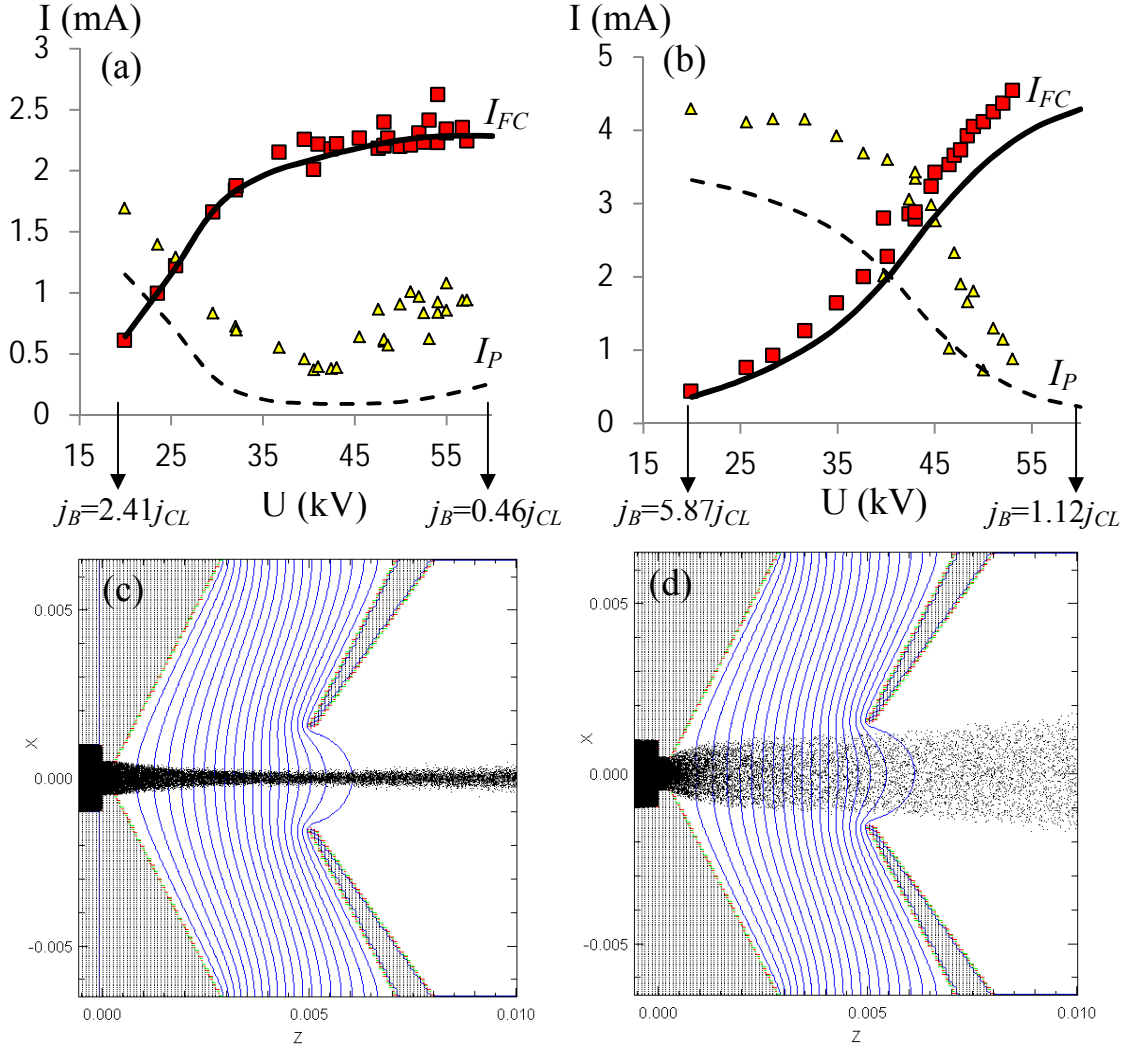 I (mA)
3
2.5
2
1.5
1
0.5
0
(a)
I_FC
I_P
15
25
35
45
55
U (kV)
j_B=2.41j_CL
j_B=0.46j_CL
I (mA)
5
4
3
2
1
0
(b)
I_FC
I_P
15
25
35
45
55
U (kV)
j_B=5.87j_CL
j_B=1.12j_CL
(c)
0.005
0.000
-0.005
X
0.000
0.005
0.010
Z
(d)
0.005
0.000
-0.005
X
0.000
0.005
0.010
Z